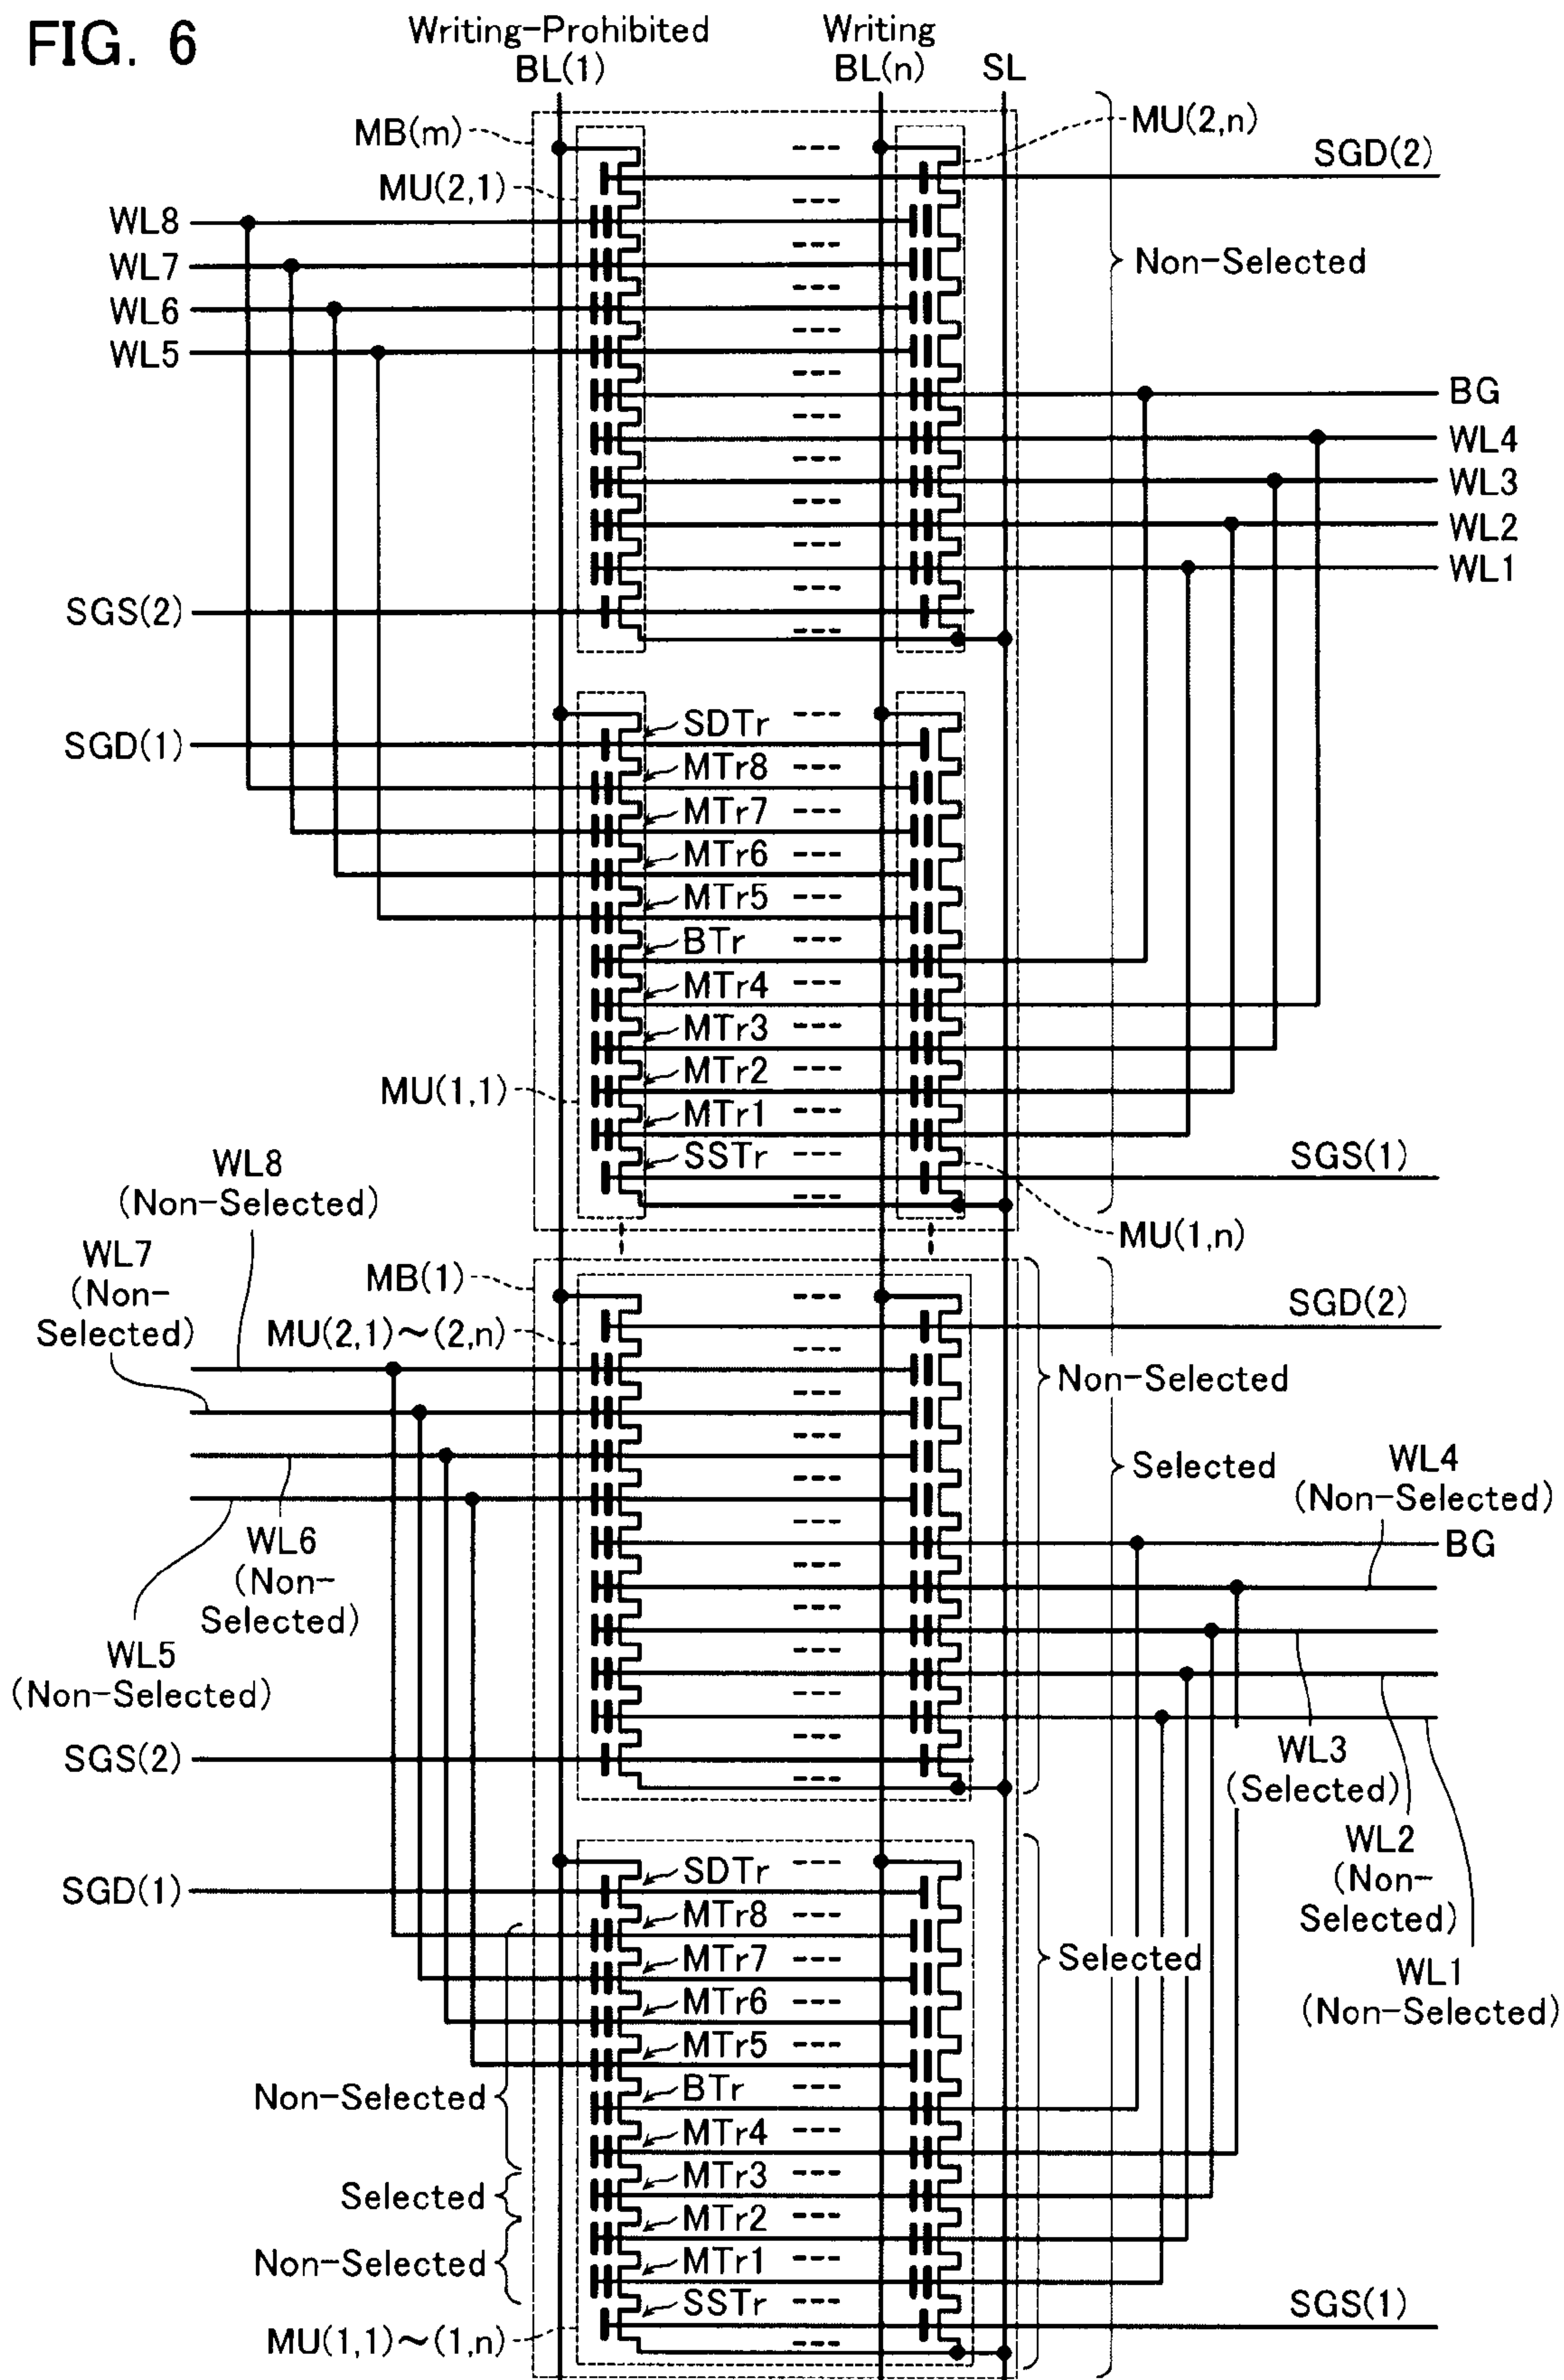 FIG. 6
Writing-Prohibited
BL(1)
Writing
BL(n)
SL
MB(m)
MU(2,n)
SGD(2)
MU(2,1)
WL8
WL7
Non-Selected
WL6
WL5
BG
WL4
WL3
WL2
WL1
SGS(2)
SDTr
SGD(1)
MTr8
MTr7
MTr6
MTr5
BTr
MTr4
MTr3
MTr2
MU(1,1)
MTr1
SSTr
SGS(1)
WL8
(Non-Selected)
MU(1,n)
WL7
(Non-
Selected)
MB(1)
SGD(2)
MU(2,1)~(2,n)
Non-Selected
Selected
WL4
(Non-Selected)
WL6
(Non-
Selected)
BG
WL5
(Non-Selected)
SGS(2)
WL3
(Selected)
WL2
(Non-
Selected)
WL1
(Non-Selected)
SDTr
SGD(1)
MTr8
MTr7
Selected
MTr6
MTr5
BTr
Non-Selected
MTr4
MTr3
Selected
MTr2
MTr1
Non-Selected
SSTr
SGS(1)
MU(1,1)~(1,n)